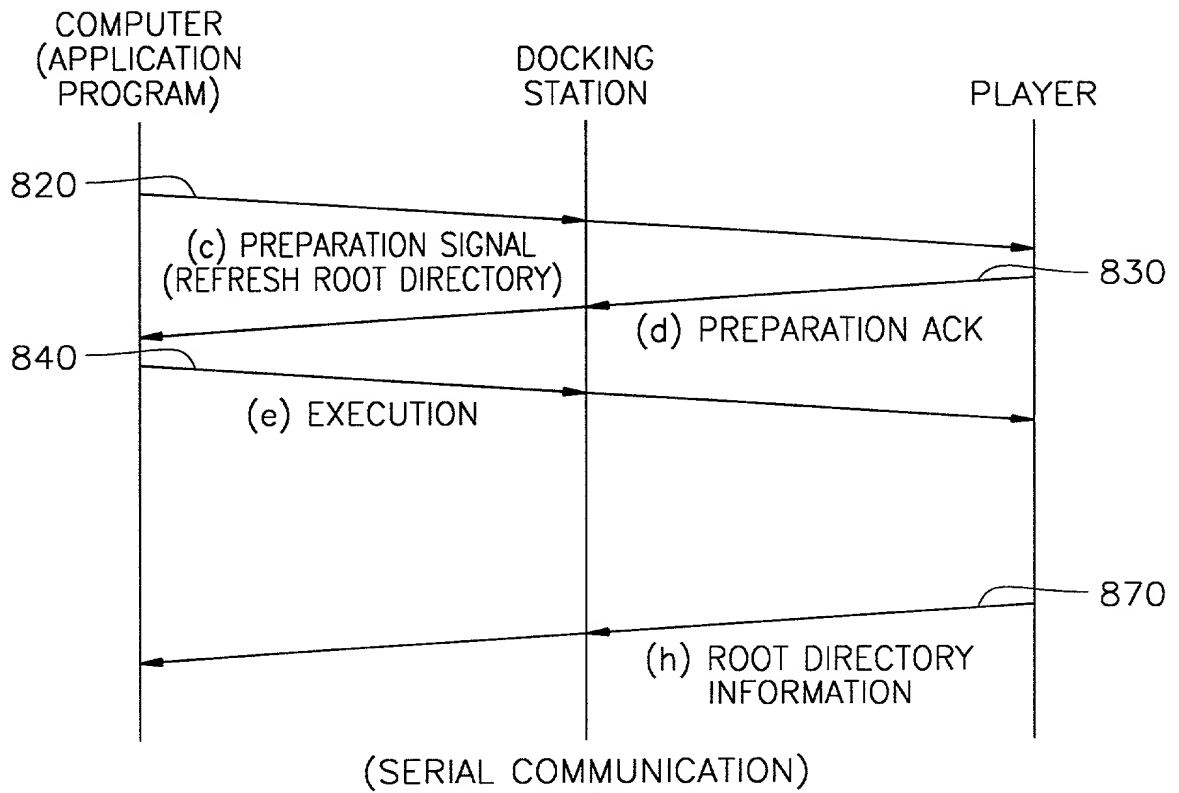 COMPUTER
(APPLICATION
PROGRAM)
DOCKING
STATION
PLAYER
820
(c) PREPARATION SIGNAL
(REFRESH ROOT DIRECTORY)
830
(d) PREPARATION ACK
840
(e) EXECUTION
870
(h) ROOT DIRECTORY
INFORMATION
(SERIAL COMMUNICATION)